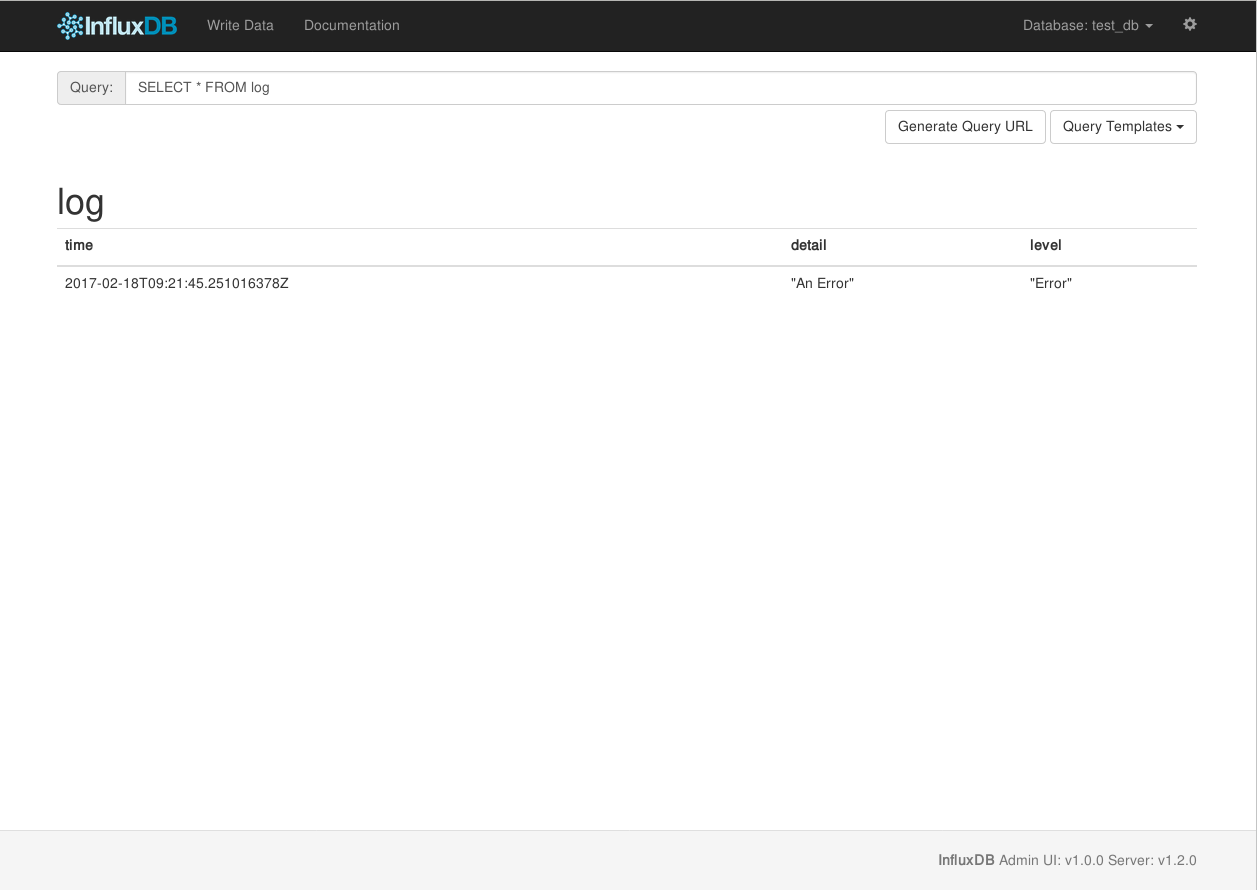 InfluxDB Write Data Documentation Database: test_db
Query: SELECT * FROM log
Generate Query URL Query Templates
log
time detail level
2017-02-18T09:21:45.251016378Z "An Error" "Error"
InfluxDB Admin UI: v1.0.0 Server: v1.2.0